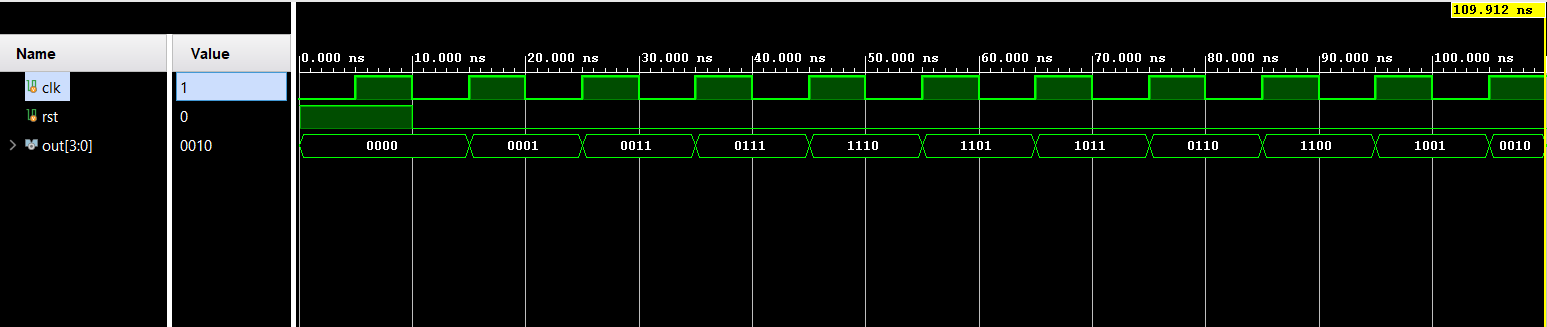 109.912 ns
Name Value
0.000 ns 10.000 ns 20.000 ns 30.000 ns 40.000 ns 50.000 ns 60.000 ns 70.000 ns 80.000 ns 90.000 ns 100.000 ns
clk 1
rst 0
out[3:0] 0010 0000 0001 0011 0111 1110 1101 1011 0110 1100 1001 0010